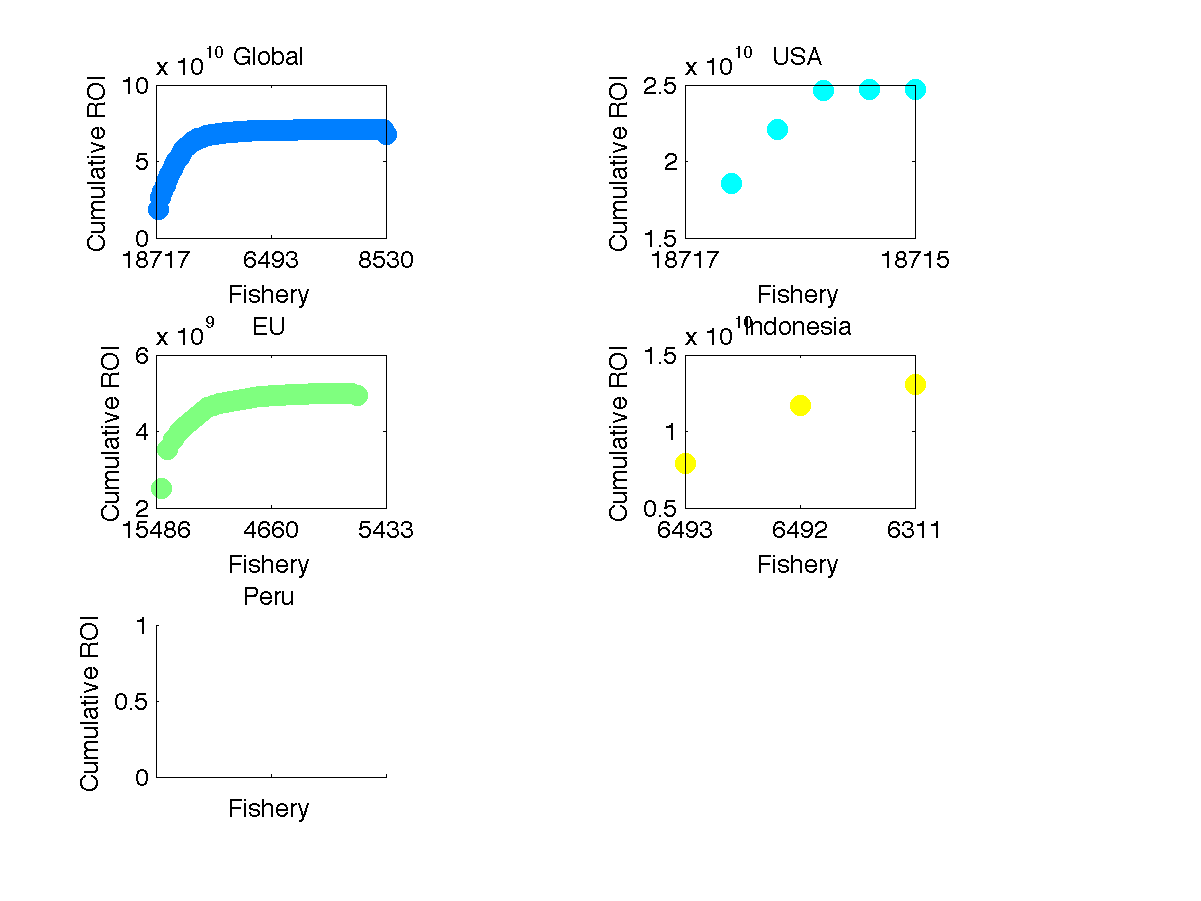 Global
x 10^10
Cumulative ROI
10
5
0
18717 6493 8530
Fishery
USA
x 10^10
Cumulative ROI
2.5
2
1.5
18717 18715
Fishery
EU
x 10^9
Cumulative ROI
6
4
2
15486 4660 5433
Fishery
Indonesia
x 10^10
Cumulative ROI
1.5
1
0.5
6493 6492 6311
Fishery
Peru
Cumulative ROI
1
0.5
0
Fishery